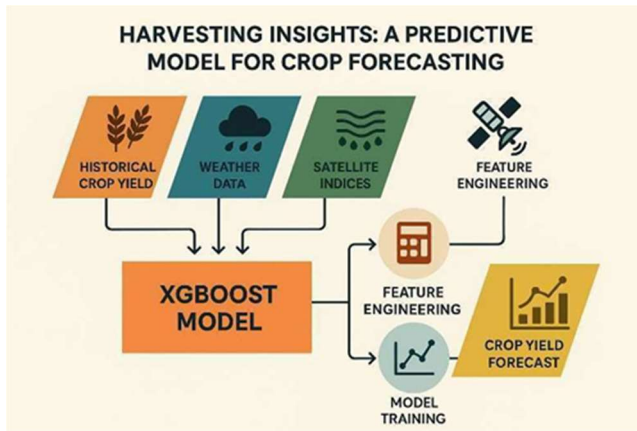 HARVESTING INSIGHTS: A PREDICTIVE
MODEL FOR CROP FORECASTING
HISTORICAL
CROP YIELD
WEATHER
DATA
SATELLITE
INDICES
FEATURE
ENGINEERING
XGBOOST
MODEL
FEATURE
ENGINEERING
MODEL
TRAINING
CROP YIELD
FORECAST